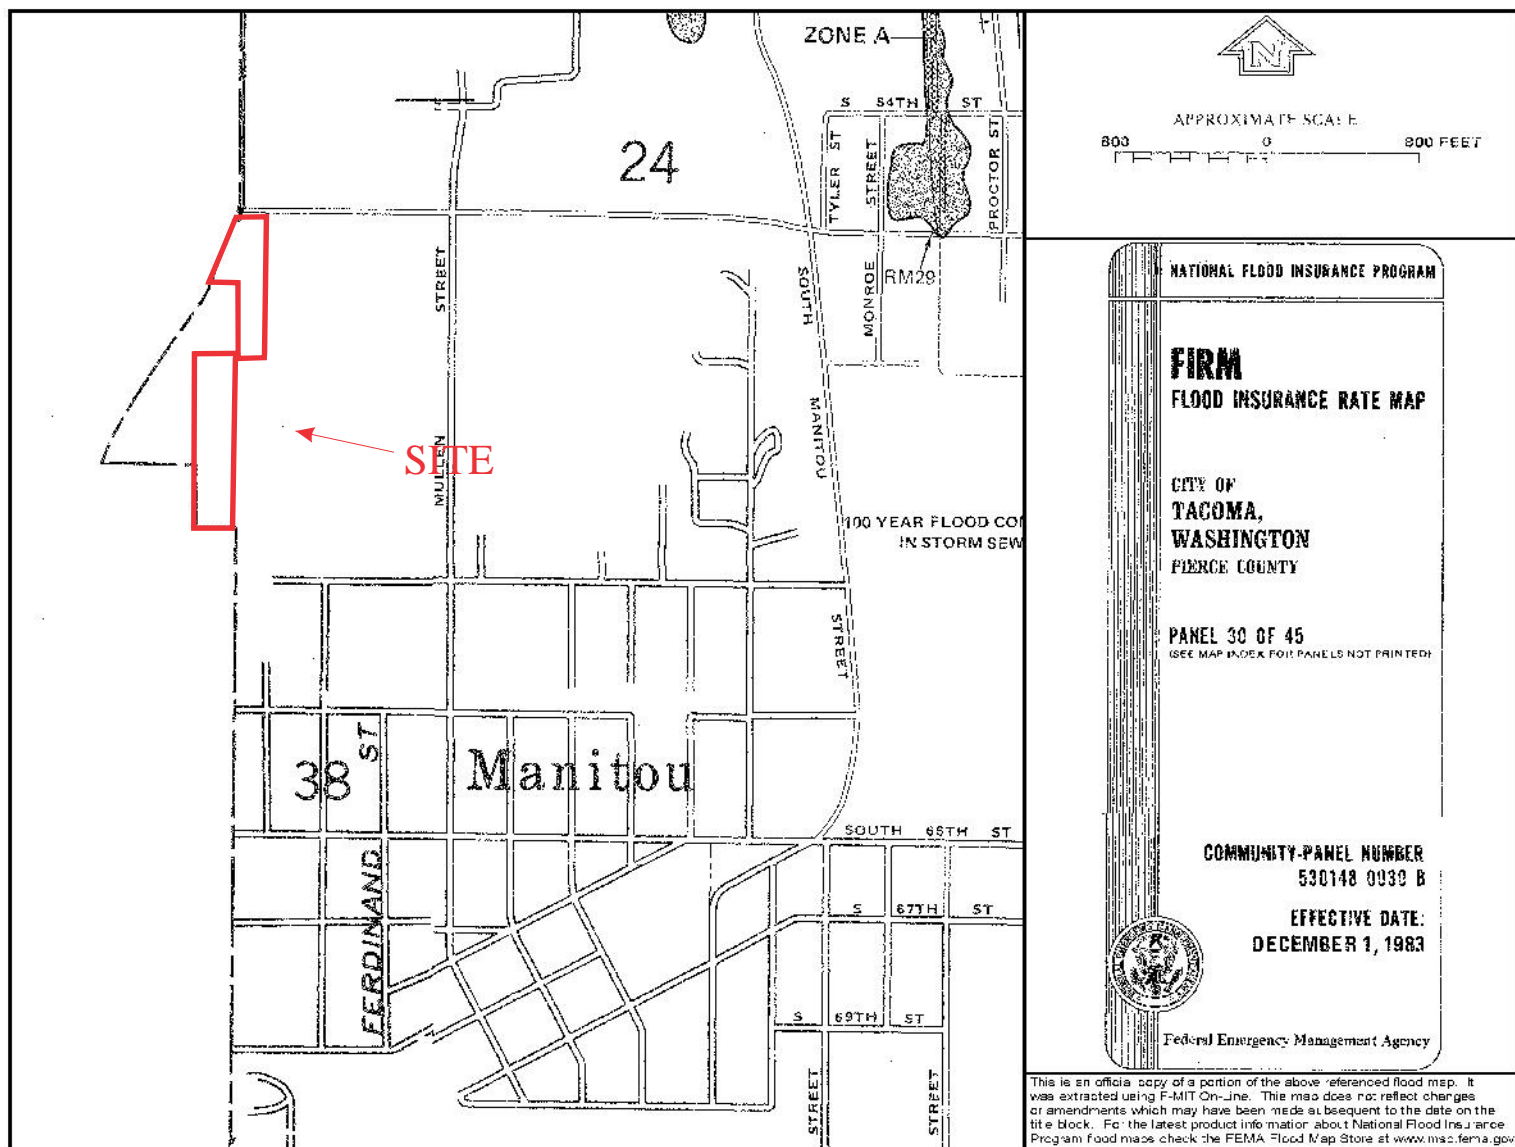 ZONE A
S 54TH ST
TYLER ST
STREET
MONROE
PROCTOR ST
24
RM29
STREET
MULLEN
SOUTH
MANITOU
STREET
SITE
100 YEAR FLOOD CO
IN STORM SEW
38
ST
FERDINAND
Manitou
SOUTH 66TH ST
S 67TH ST
S 69TH ST
STREET
STREET
N
APPROXIMATE SCALE
800 0 800 FEET
NATIONAL FLOOD INSURANCE PROGRAM
FIRM
FLOOD INSURANCE RATE MAP
CITY OF
TACOMA,
WASHINGTON
PIERCE COUNTY
PANEL 30 OF 45
(SEE MAP INDEX FOR PANELS NOT PRINTED)
COMMUNITY-PANEL NUMBER
530148 0030 B
EFFECTIVE DATE:
DECEMBER 1, 1983
Federal Emergency Management Agency
This is an official copy of a portion of the above referenced flood map. It
was extracted using F-MIT On-Line. This map does not reflect changes
or amendments which may have been made subsequent to the date on the
title block. For the latest product information about National Flood Insurance
Program flood maps check the FEMA Flood Map Store at www.msc.fema.gov